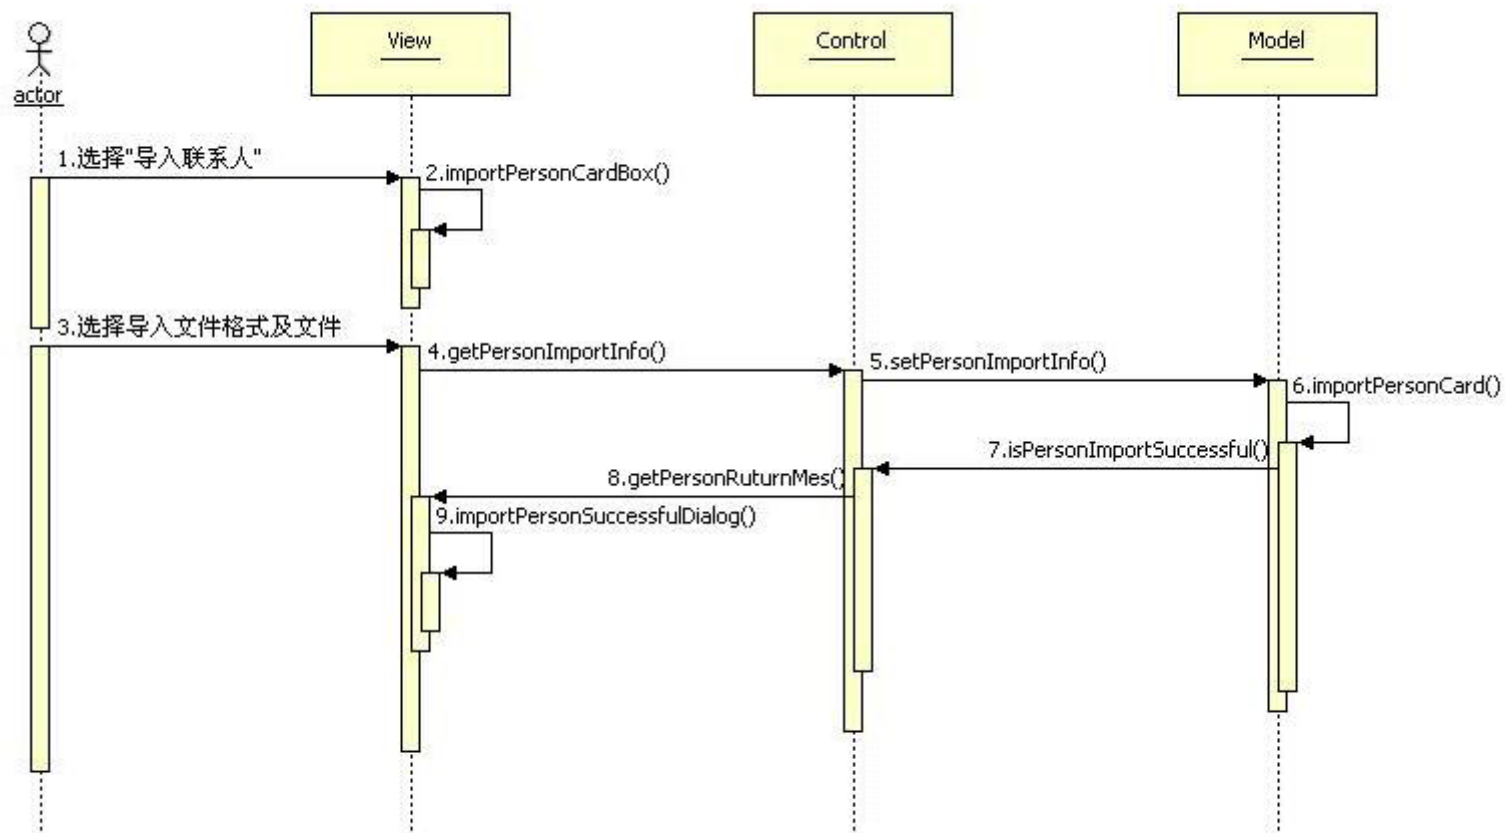 actor
View
Control
Model
1.选择"导入联系人"
2.importPersonCardBox()
3.选择导入文件格式及文件
4.getPersonImportInfo()
5.setPersonImportInfo()
6.importPersonCard()
7.isPersonImportSuccessful()
8.getPersonRuturnMes()
9.importPersonSuccessfulDialog()